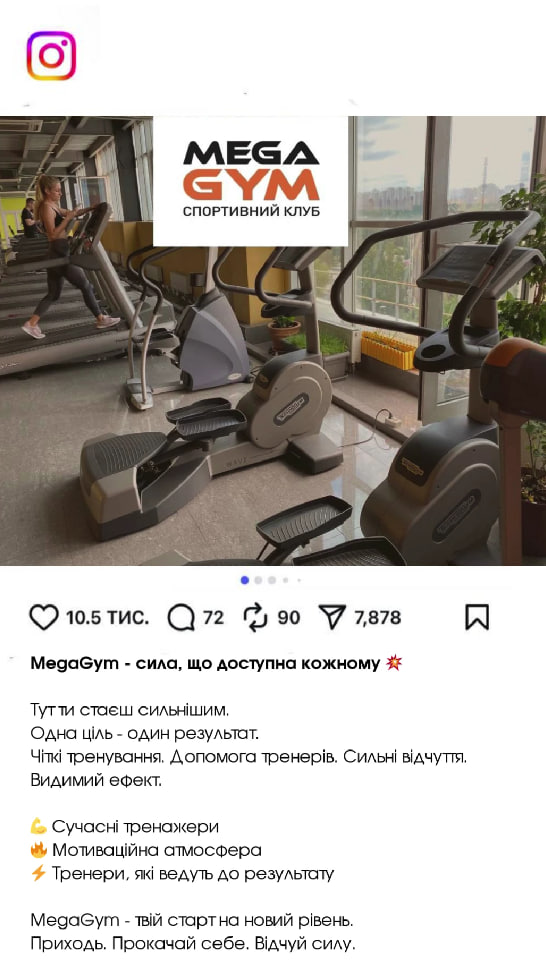 MEGA
GYM
СПОРТИВНИЙ КЛУБ
10.5 ТИС. 72 90 7,878
MegaGym - сила, що доступна кожному 💥
Тут ти стаєш сильнішим.
Одна ціль - один результат.
Чіткі тренування. Допомога тренерів. Сильні відчуття.
Видимий ефект.
💪 Сучасні тренажери
🔥 Мотиваційна атмосфера
⚡ Тренери, які ведуть до результату
MegaGym - твій старт на новий рівень.
Приходь. Прокачай себе. Відчуй силу.